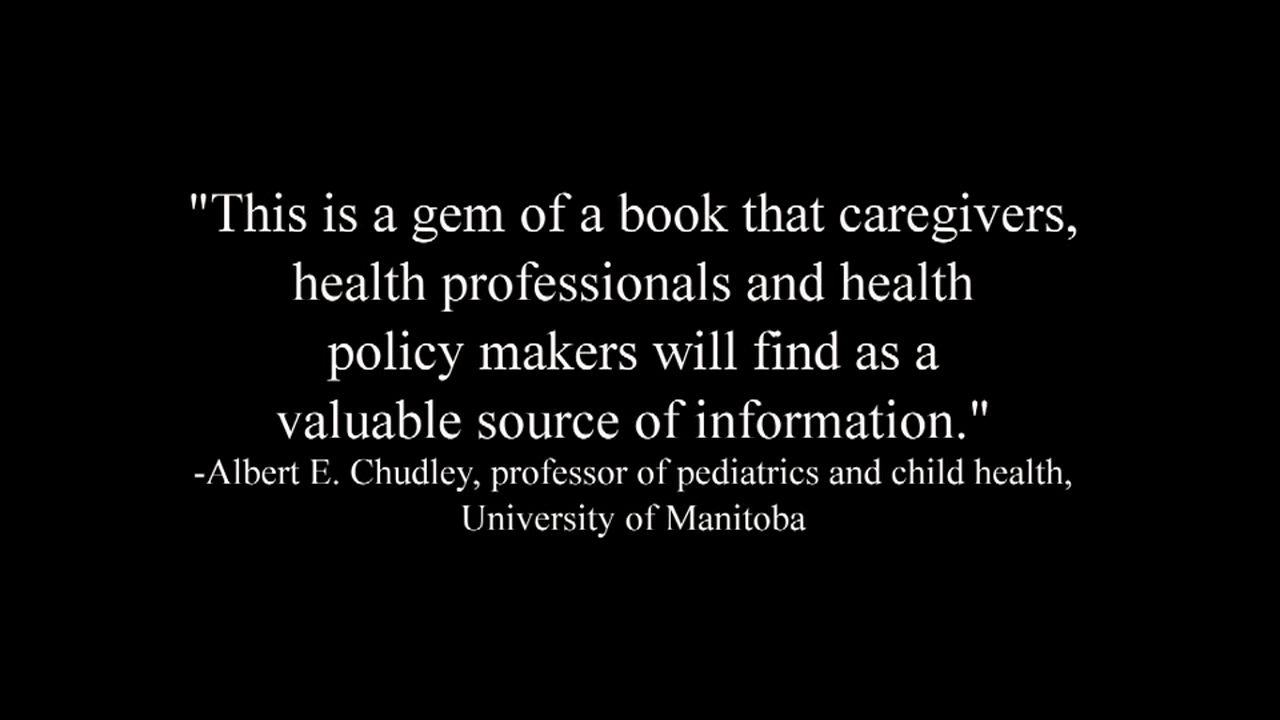 "This is a gem of a book that caregivers,
health professionals and health
policy makers will find as a
valuable source of information."
-Albert E. Chudley, professor of pediatrics and child health,
University of Manitoba